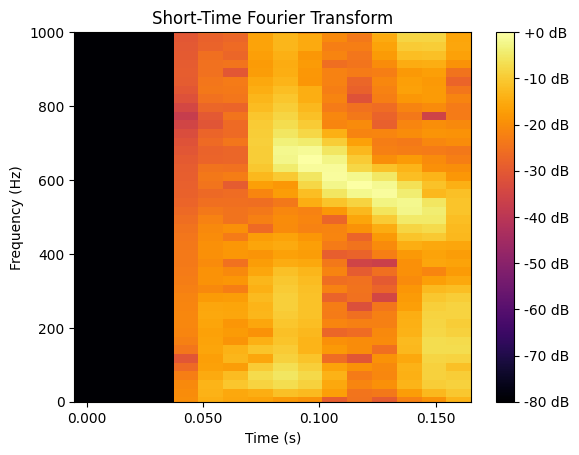 Short-Time Fourier Transform
Frequency (Hz)
1000
800
600
400
200
0
0.000
0.050
0.100
0.150
Time (s)
+0 dB
-10 dB
-20 dB
-30 dB
-40 dB
-50 dB
-60 dB
-70 dB
-80 dB